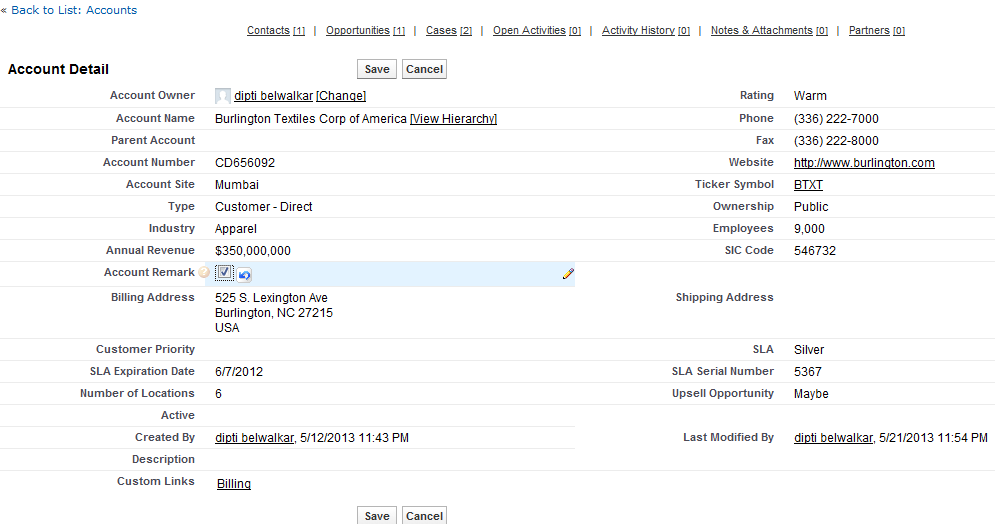 « Back to List: Accounts
Contacts [1] | Opportunities [1] | Cases [2] | Open Activities [0] | Activity History [0] | Notes & Attachments [0] | Partners [0]
Account Detail Save Cancel
Account Owner dipti belwalkar [Change] Rating Warm
Account Name Burlington Textiles Corp of America [View Hierarchy] Phone (336) 222-7000
Parent Account Fax (336) 222-8000
Account Number CD656092 Website http://www.burlington.com
Account Site Mumbai Ticker Symbol BTXT
Type Customer - Direct Ownership Public
Industry Apparel Employees 9,000
Annual Revenue $350,000,000 SIC Code 546732
Account Remark ?
Billing Address 525 S. Lexington Ave Shipping Address
Burlington, NC 27215
USA
Customer Priority SLA Silver
SLA Expiration Date 6/7/2012 SLA Serial Number 5367
Number of Locations 6 Upsell Opportunity Maybe
Active
Created By dipti belwalkar, 5/12/2013 11:43 PM Last Modified By dipti belwalkar, 5/21/2013 11:54 PM
Description
Custom Links Billing
Save Cancel